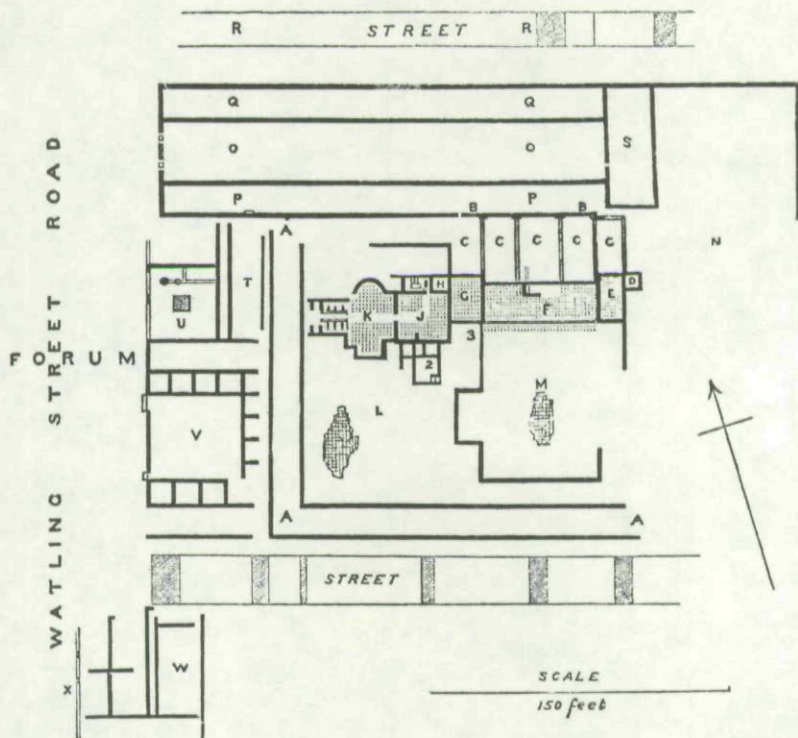 R STREET R
Q Q
O O S
P P
B B
A
C C C C C N
T
H D
G E
K J F
U
3
FORUM
2 M
L
V
A A
STREET
WATLING STREET ROAD
W
X
SCALE
150 feet